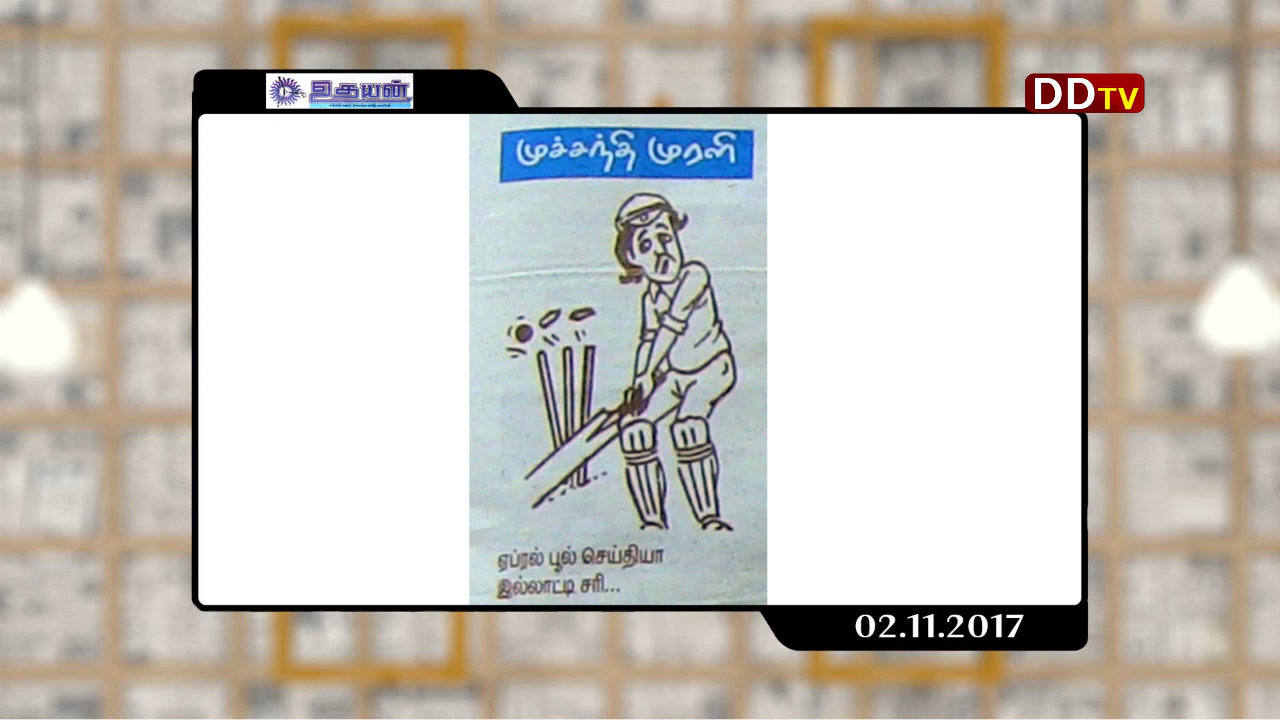 உதயன்
DDTV
முச்சந்தி முரளி
ஏப்ரல் பூல் செய்தியா
இல்லாட்டி சரி...
02.11.2017